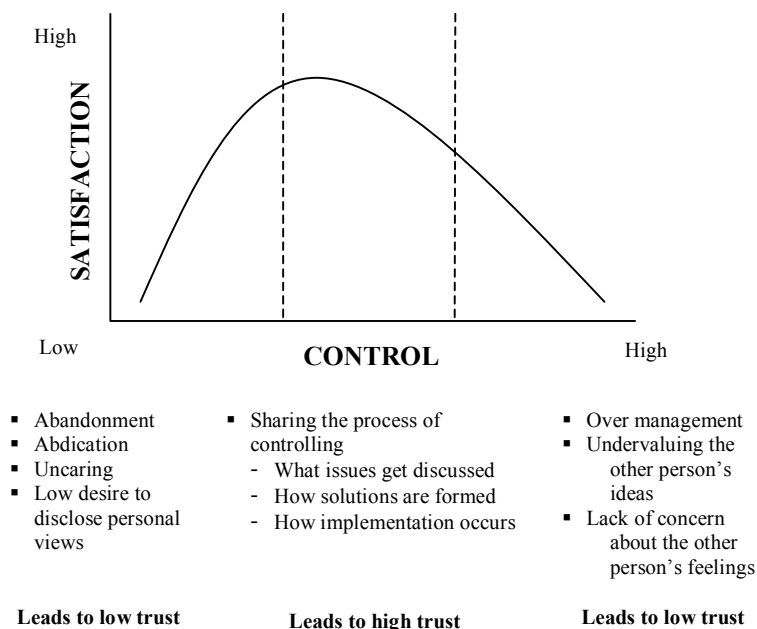 High
SATISFACTION
Low
CONTROL
High
▪ Abandonment
▪ Abdication
▪ Uncaring
▪ Low desire to
disclose personal
views
Leads to low trust
▪ Sharing the process of
controlling
- What issues get discussed
- How solutions are formed
- How implementation occurs
Leads to high trust
▪ Over management
▪ Undervaluing the
other person's
ideas
▪ Lack of concern
about the other
person's feelings
Leads to low trust